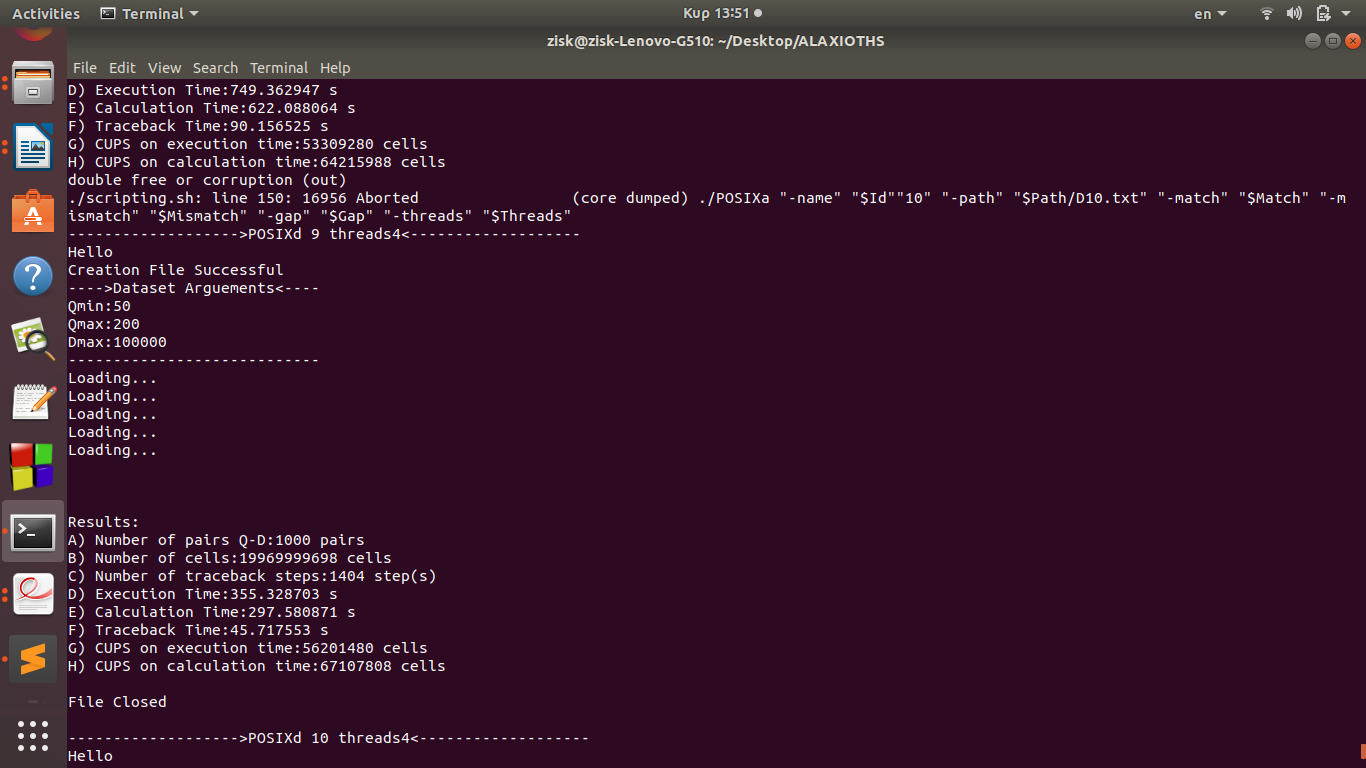 Activities Terminal Κυρ 13:51 en
zisk@zisk-Lenovo-G510: ~/Desktop/ALAXIOTHS
File Edit View Search Terminal Help
D) Execution Time:749.362947 s
E) Calculation Time:622.088064 s
F) Traceback Time:90.156525 s
G) CUPS on execution time:53309280 cells
H) CUPS on calculation time:64215988 cells
double free or corruption (out)
./scripting.sh: line 150: 16956 Aborted                 (core dumped) ./POSIXa "-name" "$Id""10" "-path" "$Path/D10.txt" "-match" "$Match" "-m
ismatch" "$Mismatch" "-gap" "$Gap" "-threads" "$Threads"
------------------->POSIXd 9 threads4<-------------------
Hello
Creation File Successful
---->Dataset Arguements<----
Qmin:50
Qmax:200
Dmax:100000
----------------------------
Loading...
Loading...
Loading...
Loading...
Loading...
Results:
A) Number of pairs Q-D:1000 pairs
B) Number of cells:19969999698 cells
C) Number of traceback steps:1404 step(s)
D) Execution Time:355.328703 s
E) Calculation Time:297.580871 s
F) Traceback Time:45.717553 s
G) CUPS on execution time:56201480 cells
H) CUPS on calculation time:67107808 cells
File Closed
------------------->POSIXd 10 threads4<-------------------
Hello